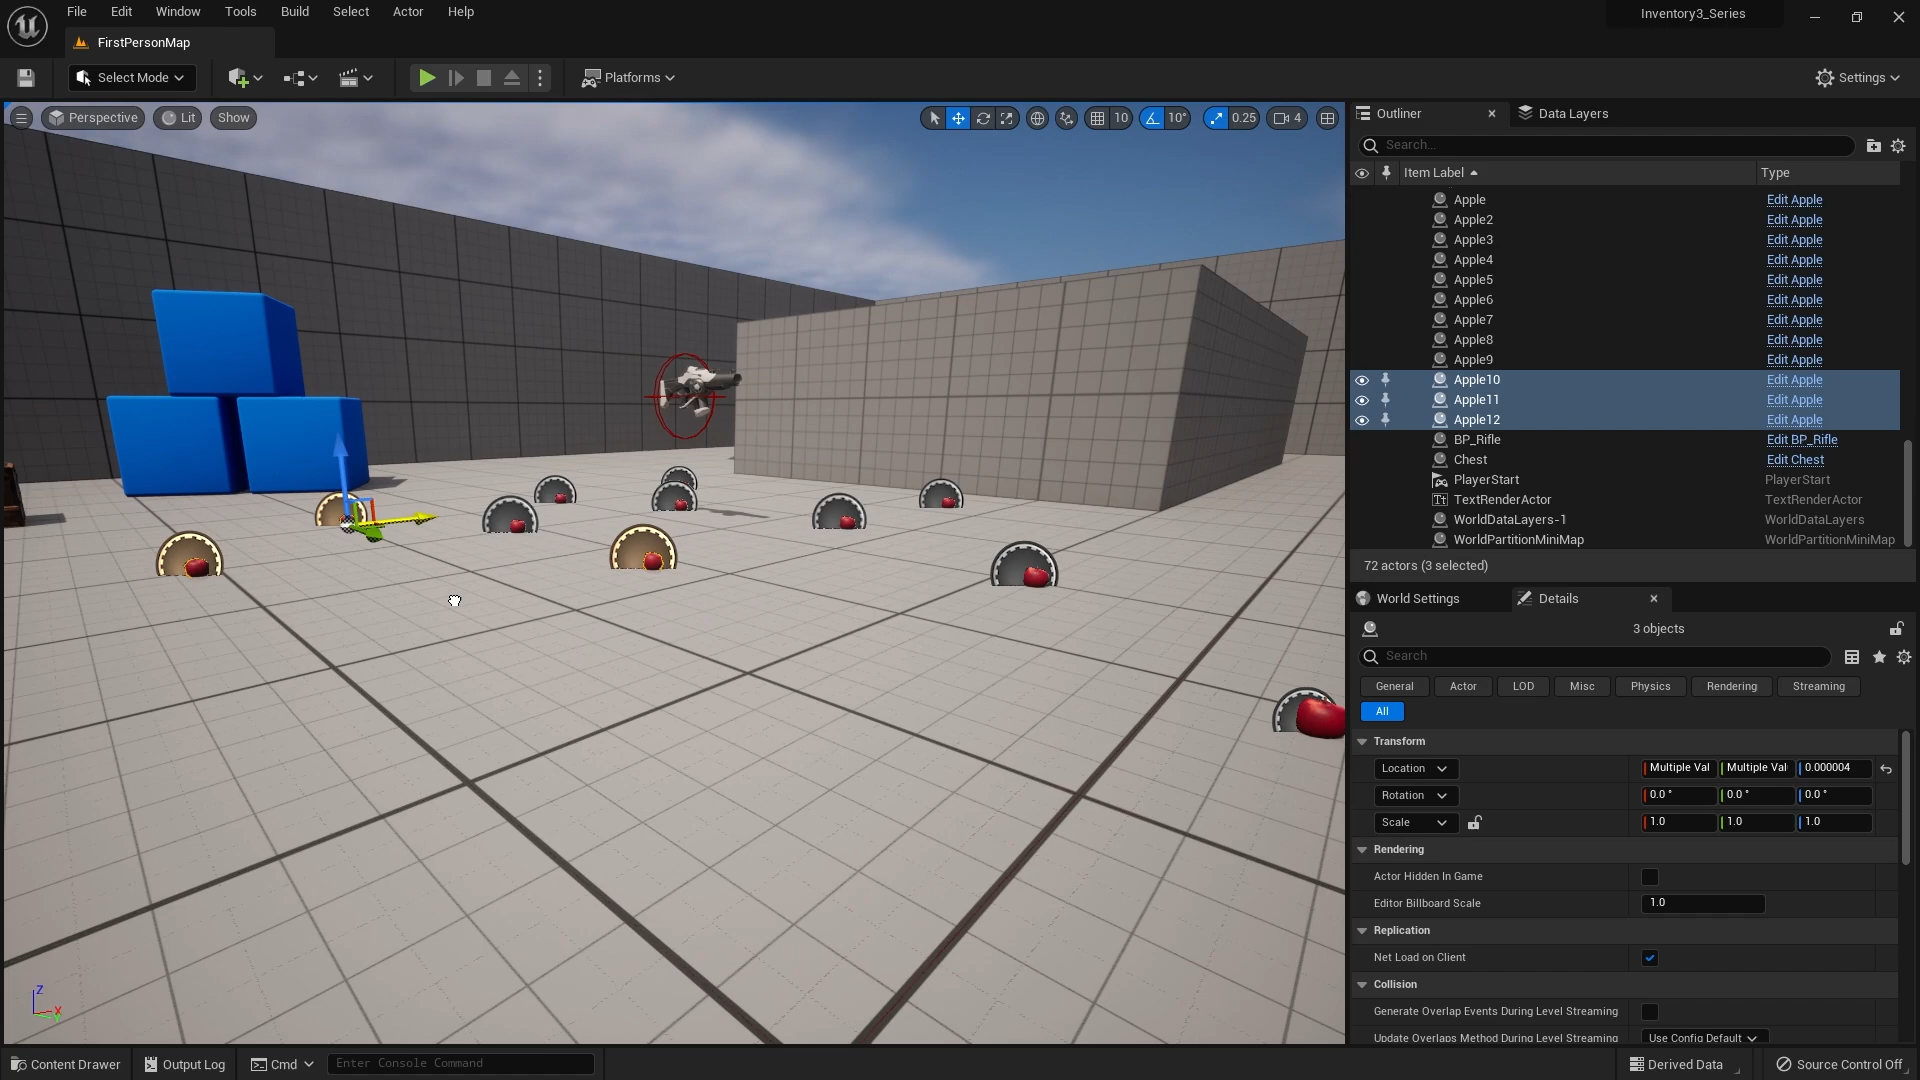 File Edit Window Tools Build Select Actor Help
Inventory3_Series
FirstPersonMap
Select Mode
Platforms
Settings
Perspective Lit Show
10 10° 0.25 4
Outliner Data Layers
Search...
Item Label Type
Apple Edit Apple
Apple2 Edit Apple
Apple3 Edit Apple
Apple4 Edit Apple
Apple5 Edit Apple
Apple6 Edit Apple
Apple7 Edit Apple
Apple8 Edit Apple
Apple9 Edit Apple
Apple10 Edit Apple
Apple11 Edit Apple
Apple12 Edit Apple
BP_Rifle Edit BP_Rifle
Chest Edit Chest
PlayerStart PlayerStart
TextRenderActor TextRenderActor
WorldDataLayers-1 WorldDataLayers
WorldPartitionMiniMap WorldPartitionMiniMap
72 actors (3 selected)
World Settings Details
3 objects
Search
General Actor LOD Misc Physics Rendering Streaming
All
Transform
Location Multiple Val Multiple Val 0.000004
Rotation 0.0 ° 0.0 ° 0.0 °
Scale 1.0 1.0 1.0
Rendering
Actor Hidden In Game
Editor Billboard Scale 1.0
Replication
Net Load on Client
Collision
Generate Overlap Events During Level Streaming
Update Overlaps Method During Level Streaming Use Config Default
Z
X
Y
Content Drawer Output Log Cmd Enter Console Command
Derived Data Source Control Off